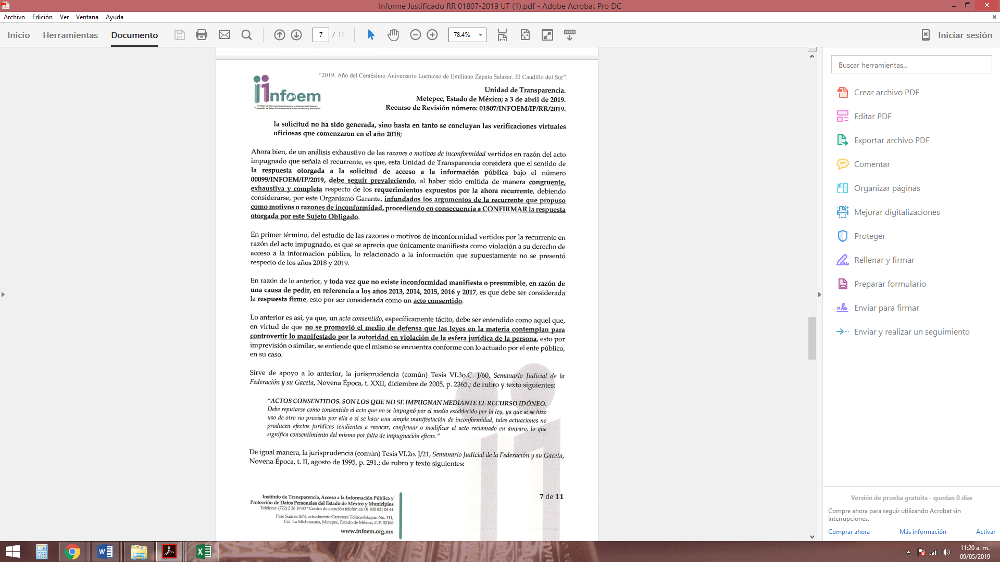 Informe Justificado RR 01807-2019 UT (1).pdf - Adobe Acrobat Pro DC
Archivo Edición Ver Ventana Ayuda
Inicio Herramientas Documento
7 / 11
78.4%
Iniciar sesión
"2019. Año del Centésimo Aniversario Luctuoso de Emiliano Zapata Salazar. El Caudillo del Sur".
infoem
Instituto de Transparencia, Acceso a la Información Pública y
Protección de Datos Personales del Estado de México y Municipios
Unidad de Transparencia.
Metepec, Estado de México; a 3 de abril de 2019.
Recurso de Revisión número: 01807/INFOEM/IP/RR/2019.
la solicitud no ha sido generada, sino hasta en tanto se concluyan las verificaciones virtuales
oficiosas que comenzaron en el año 2018;
Ahora bien, de un análisis exhaustivo de las razones o motivos de inconformidad vertidos en razón del acto
impugnado que señala el recurrente, es que, esta Unidad de Transparencia considera que el sentido de
la respuesta otorgada a la solicitud de acceso a la información pública bajo el número
00099/INFOEM/IP/2019, debe seguir prevaleciendo, al haber sido emitida de manera congruente,
exhaustiva y completa respecto de los requerimientos expuestos por la ahora recurrente, debiendo
considerarse, por este Organismo Garante, infundados los argumentos de la recurrente que propuso
como motivos o razones de inconformidad, procediendo en consecuencia a CONFIRMAR la respuesta
otorgada por este Sujeto Obligado.
En primer término, del estudio de las razones o motivos de inconformidad vertidos por la recurrente en
razón del acto impugnado, es que se aprecia que únicamente manifiesta como violación a su derecho de
acceso a la información pública, lo relacionado a la información que supuestamente no se presentó
respecto de los años 2018 y 2019.
En razón de lo anterior, y toda vez que no existe inconformidad manifiesta o presumible, en razón de
una causa de pedir, en referencia a los años 2013, 2014, 2015, 2016 y 2017, es que debe ser considerada
la respuesta firme, esto por ser considerada como un acto consentido.
Lo anterior es así, ya que, un acto consentido, específicamente tácito, debe ser entendido como aquel que,
en virtud de que no se promovió el medio de defensa que las leyes en la materia contemplan para
controvertir lo manifestado por la autoridad en violación de la esfera jurídica de la persona, esto por
imprevisión o similar, se entiende que el mismo se encuentra conforme con lo actuado por el ente público,
en su caso.
Sirve de apoyo a lo anterior, la jurisprudencia (común) Tesis VI.3o.C. J/60, Semanario Judicial de la
Federación y su Gaceta, Novena Época, t. XXII, diciembre de 2005, p. 2365.; de rubro y texto siguientes:
"ACTOS CONSENTIDOS. SON LOS QUE NO SE IMPUGNAN MEDIANTE EL RECURSO IDÓNEO.
Debe reputarse como consentido el acto que no se impugnó por el medio establecido por la ley, ya que si se hizo
uso de otro no previsto por ella o si se hace una simple manifestación de inconformidad, tales actuaciones no
producen efectos jurídicos tendientes a revocar, confirmar o modificar el acto reclamado en amparo, lo que
significa consentimiento del mismo por falta de impugnación eficaz."
De igual manera, la jurisprudencia (común) Tesis VI.2o. J/21, Semanario Judicial de la Federación y su Gaceta,
Novena Época, t. II, agosto de 1995, p. 291.; de rubro y texto siguientes:
Instituto de Transparencia, Acceso a la Información Pública y
Protección de Datos Personales del Estado de México y Municipios
Teléfono: (722) 2 26 19 80 * Centro de atención telefónica: 01 800 821 04 41
Pino Suárez S/N, actualmente Carretera Toluca-Ixtapan No. 111,
Col. La Michoacana, Metepec, Estado de México, C.P. 52166
www.infoem.org.mx
7 de 11
Buscar herramientas...
Crear archivo PDF
Editar PDF
Exportar archivo PDF
Comentar
Organizar páginas
Mejorar digitalizaciones
Proteger
Rellenar y firmar
Preparar formulario
Enviar para firmar
Enviar y realizar un seguimiento
Versión de prueba gratuita - quedan 0 días
Compre ahora para seguir utilizando Acrobat sin
interrupciones.
Comprar ahora Más información Activar
11:20 a. m.
09/05/2019